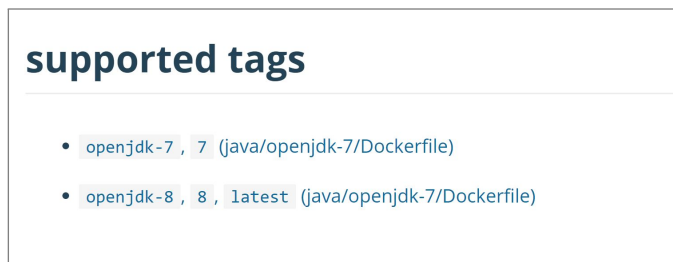 supported tags
• openjdk-7, 7 (java/openjdk-7/Dockerfile)
• openjdk-8, 8, latest (java/openjdk-7/Dockerfile)